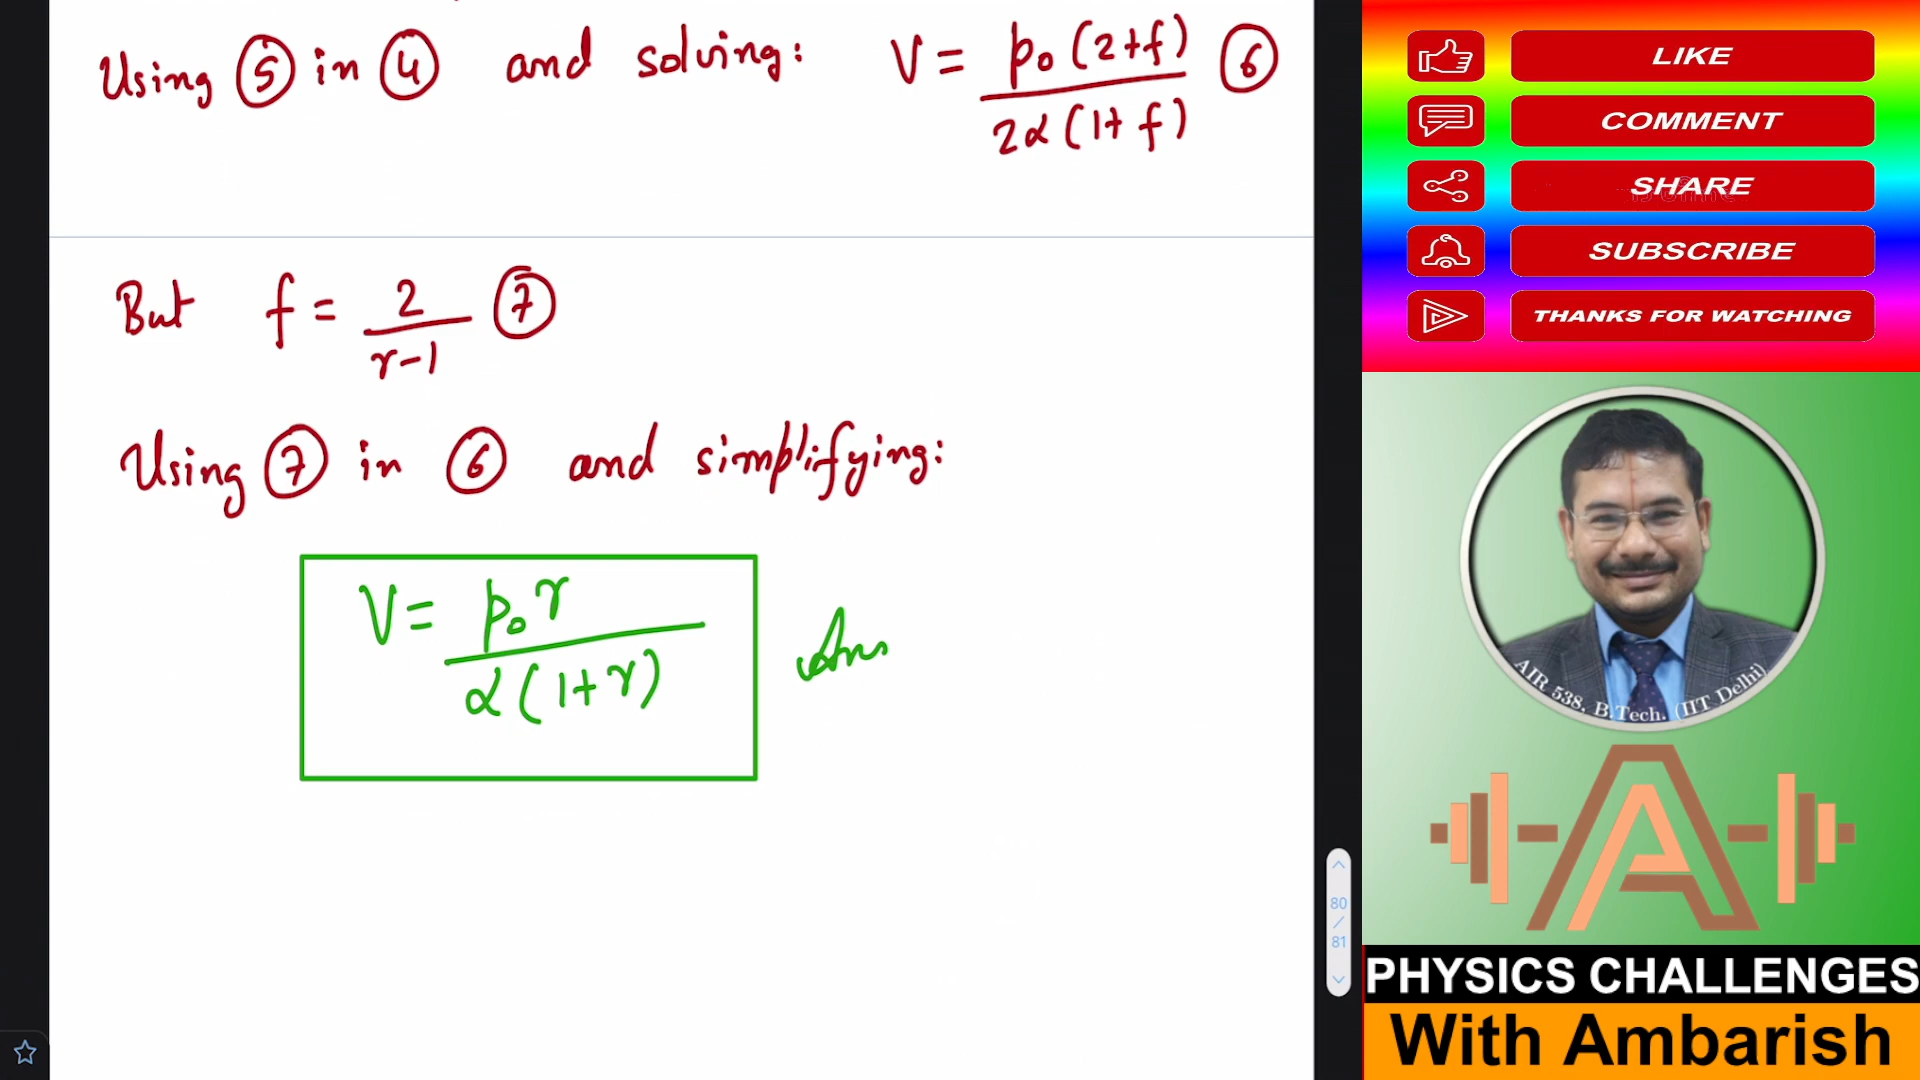 Using ⑤ in ④ and solving: V = p₀(2+f) / 2α(1+f) ⑥
But f = 2 / γ-1 ⑦
Using ⑦ in ⑥ and simplifying:
V = p₀γ / α(1+γ) Ans
LIKE
COMMENT
SHARE
SUBSCRIBE
THANKS FOR WATCHING
AIR 538, B.Tech. (IIT Delhi)
80
/
81
PHYSICS CHALLENGES
With Ambarish